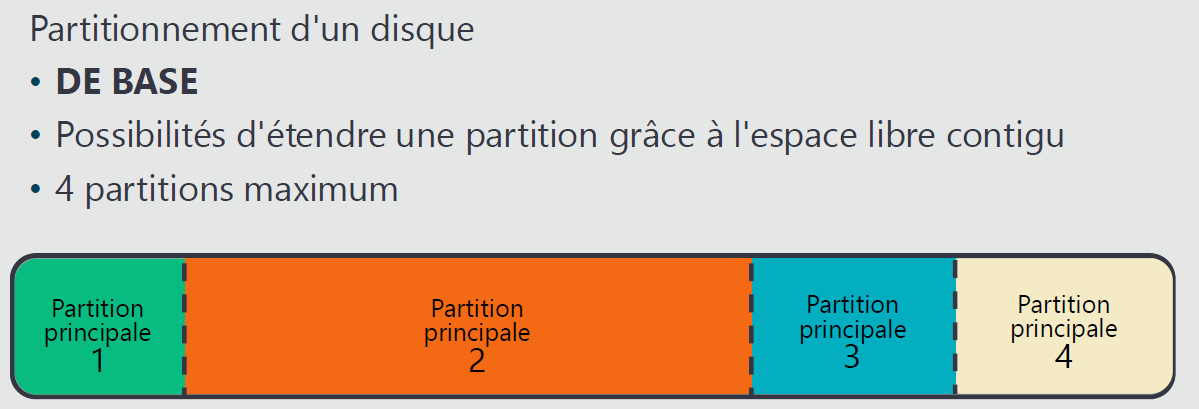 Partitionnement d'un disque
• DE BASE
• Possibilités d'étendre une partition grâce à l'espace libre contigu
• 4 partitions maximum
Partition
principale
1
Partition
principale
2
Partition
principale
3
Partition
principale
4